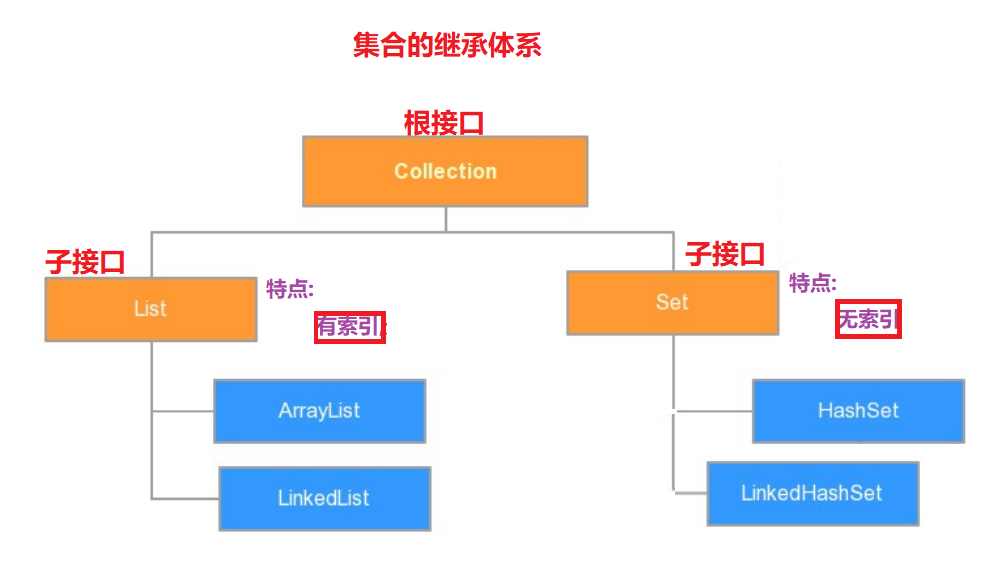 集合的继承体系
根接口
Collection
子接口
List
特点:
有索引;
子接口
Set
特点:
无索引
ArrayList
LinkedList
HashSet
LinkedHashSet